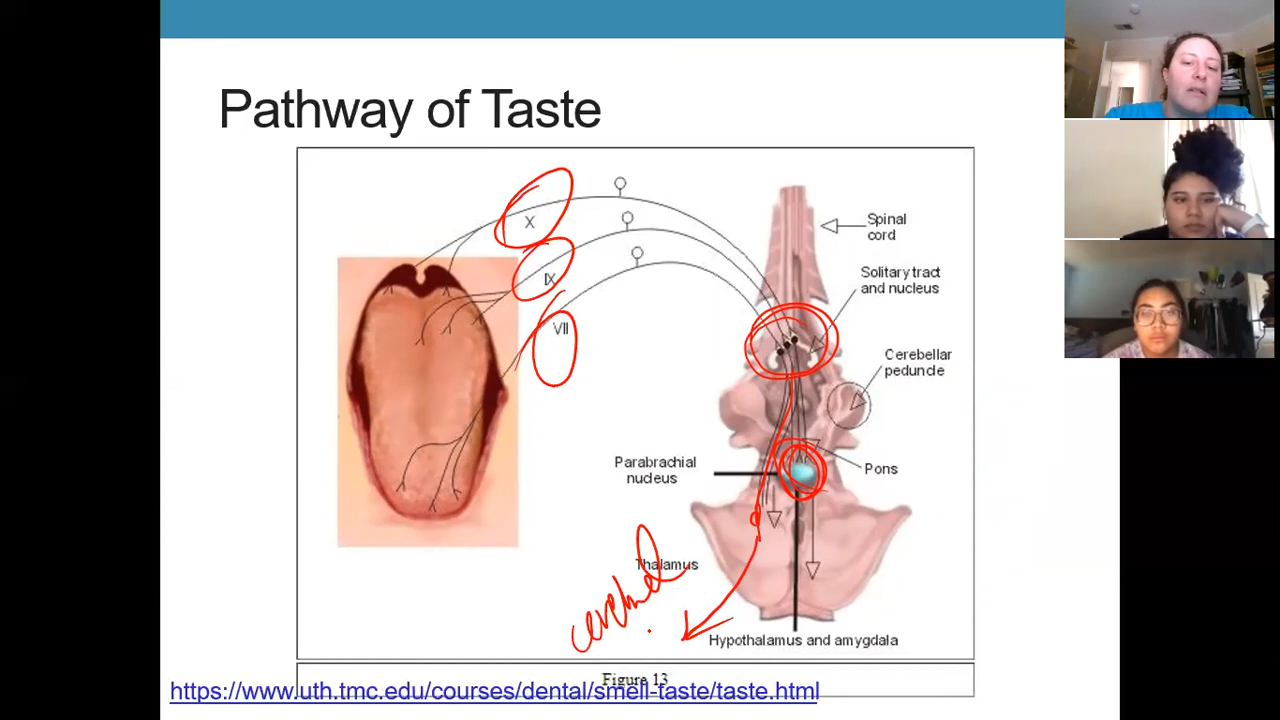 Pathway of Taste
X
IX
VII
Spinal
cord
Solitary tract
and nucleus
Cerebellar
peduncle
Parabrachial
nucleus
Pons
Thalamus
Hypothalamus and amygdala
Figure 13
https://www.uth.tmc.edu/courses/dental/smell-taste/taste.html